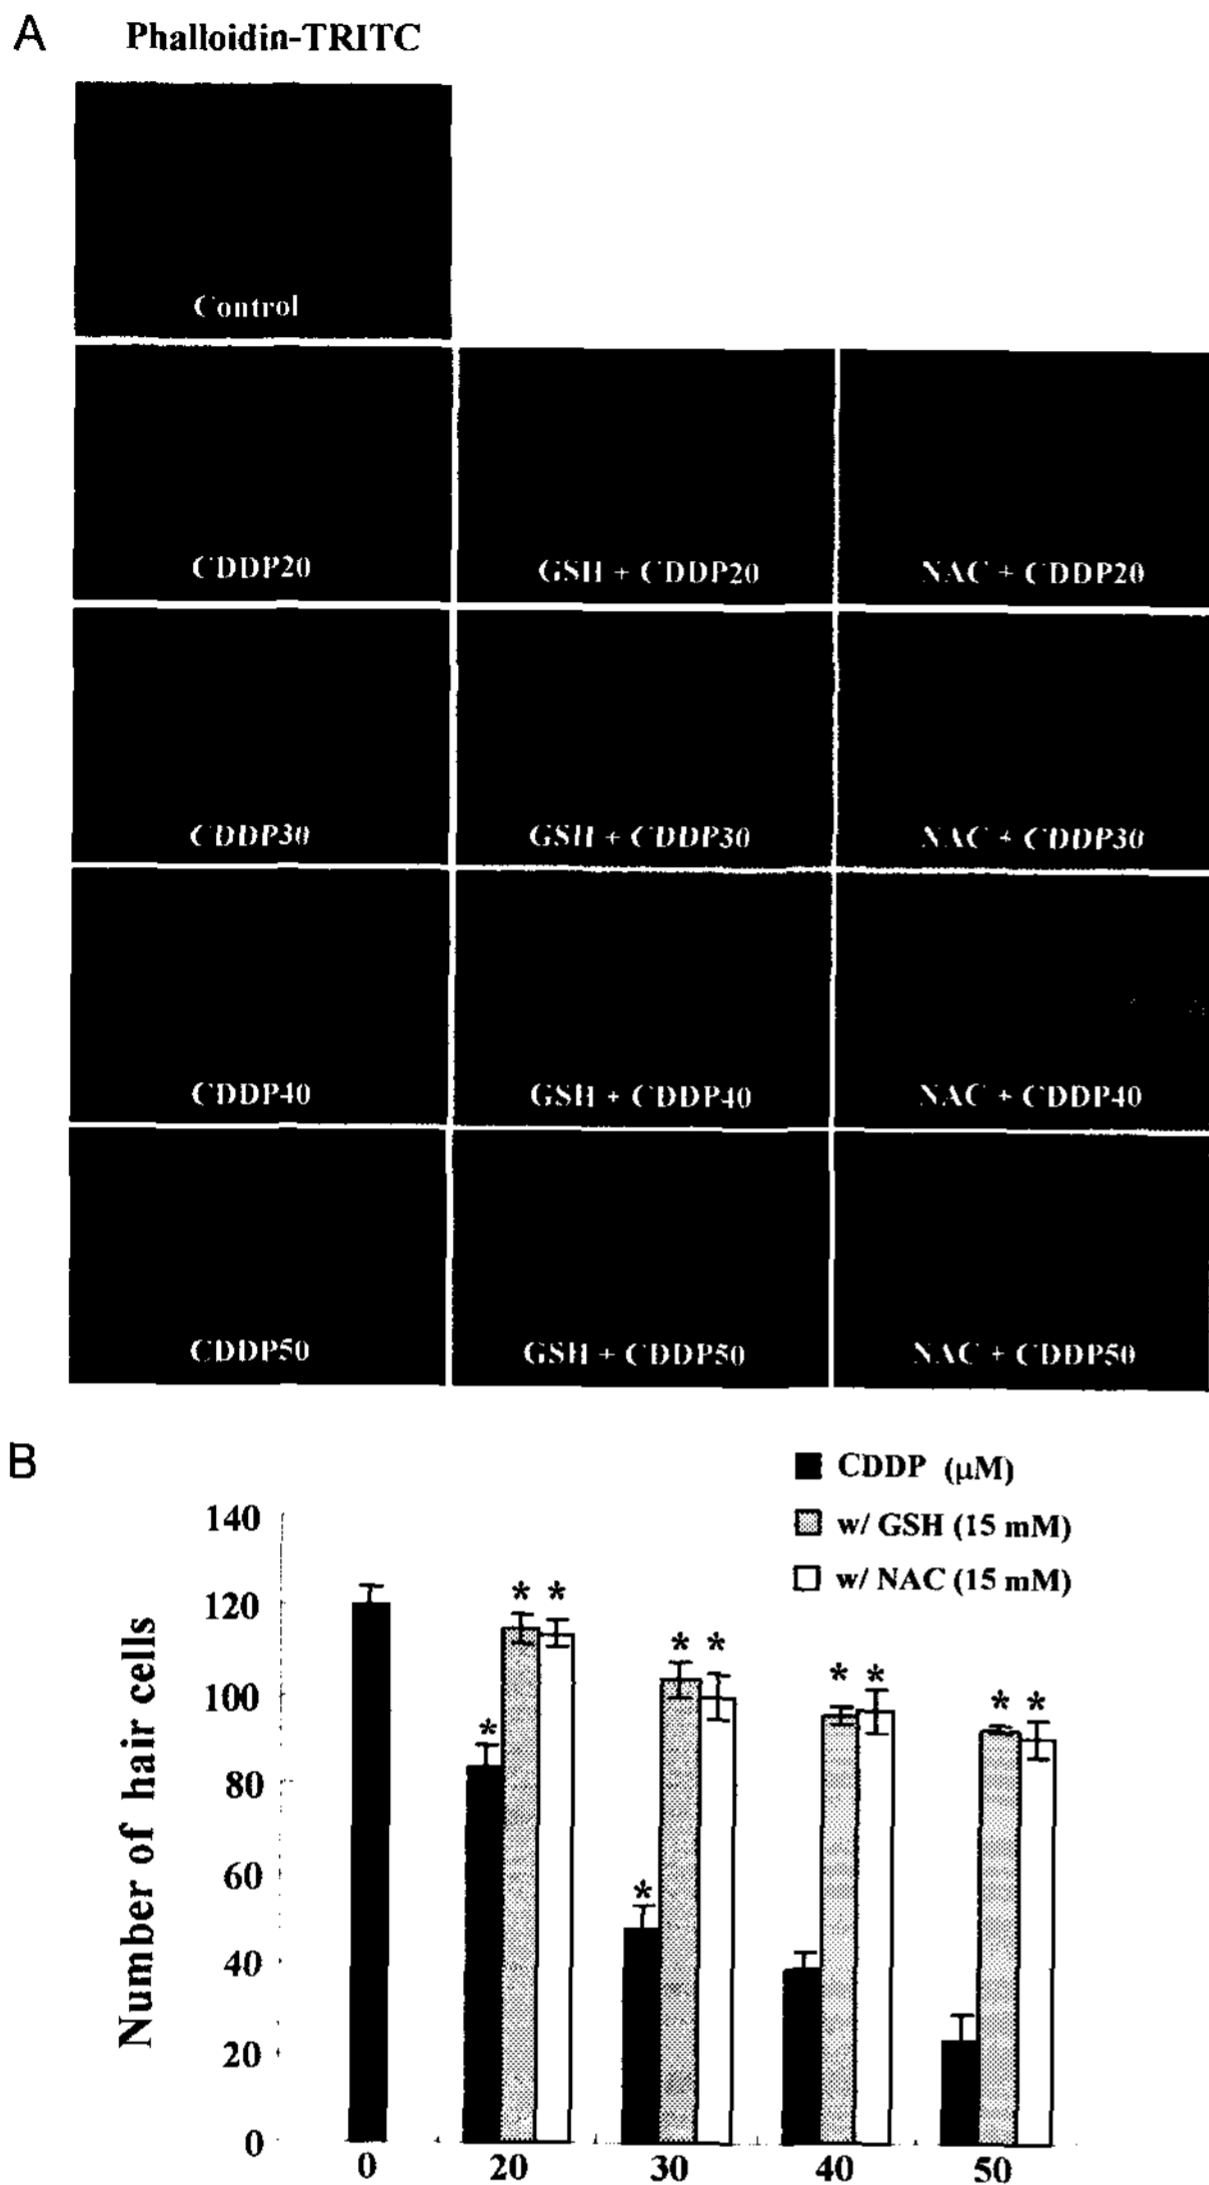 A
Phalloidin-TRITC
Control
CDDP20
GSH + CDDP20
NAC + CDDP20
CDDP30
GSH + CDDP30
NAC + CDDP30
CDDP40
GSH + CDDP40
NAC + CDDP40
CDDP50
GSH + CDDP50
NAC + CDDP50
B
CDDP (μM)
w/ GSH (15 mM)
w/ NAC (15 mM)
Number of hair cells
140
120
100
80
60
40
20
0
* *
* *
* *
* *
*
*
0 20 30 40 50